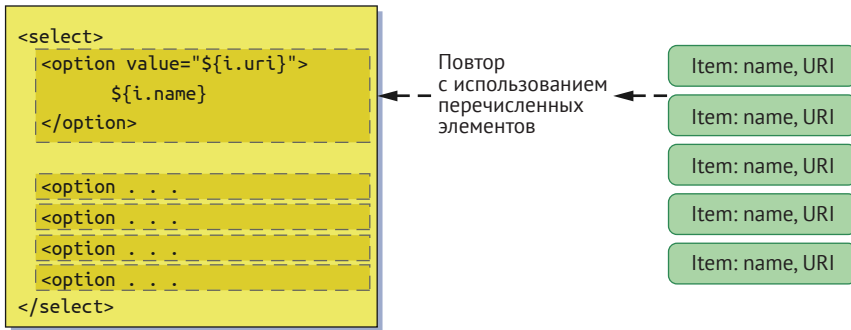 <select>
<option value="${i.uri}">
${i.name}
</option>
<option . . .
<option . . .
<option . . .
<option . . .
</select>
Повтор
с использованием
перечисленных
элементов
Item: name, URI
Item: name, URI
Item: name, URI
Item: name, URI
Item: name, URI